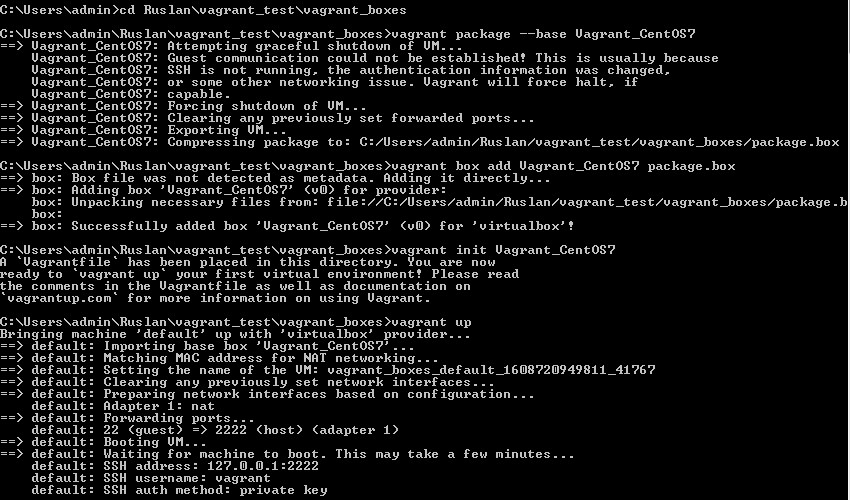 C:\Users\admin>cd Ruslan\vagrant_test\vagrant_boxes
C:\Users\admin\Ruslan\vagrant_test\vagrant_boxes>vagrant package --base Vagrant_CentOS7
==> Vagrant_CentOS7: Attempting graceful shutdown of VM...
Vagrant_CentOS7: Guest communication could not be established! This is usually because
Vagrant_CentOS7: SSH is not running, the authentication information was changed,
Vagrant_CentOS7: or some other networking issue. Vagrant will force halt, if
Vagrant_CentOS7: capable.
==> Vagrant_CentOS7: Forcing shutdown of VM...
==> Vagrant_CentOS7: Clearing any previously set forwarded ports...
==> Vagrant_CentOS7: Exporting VM...
==> Vagrant_CentOS7: Compressing package to: C:/Users/admin/Ruslan/vagrant_test/vagrant_boxes/package.box
C:\Users\admin\Ruslan\vagrant_test\vagrant_boxes>vagrant box add Vagrant_CentOS7 package.box
==> box: Box file was not detected as metadata. Adding it directly...
==> box: Adding box 'Vagrant_CentOS7' (v0) for provider:
box: Unpacking necessary files from: file://C:/Users/admin/Ruslan/vagrant_test/vagrant_boxes/package.b
box:
==> box: Successfully added box 'Vagrant_CentOS7' (v0) for 'virtualbox'!
C:\Users\admin\Ruslan\vagrant_test\vagrant_boxes>vagrant init Vagrant_CentOS7
A `Vagrantfile` has been placed in this directory. You are now
ready to `vagrant up` your first virtual environment! Please read
the comments in the Vagrantfile as well as documentation on
`vagrantup.com` for more information on using Vagrant.
C:\Users\admin\Ruslan\vagrant_test\vagrant_boxes>vagrant up
Bringing machine 'default' up with 'virtualbox' provider...
==> default: Importing base box 'Vagrant_CentOS7'...
==> default: Matching MAC address for NAT networking...
==> default: Setting the name of the VM: vagrant_boxes_default_1608720949811_41767
==> default: Clearing any previously set network interfaces...
==> default: Preparing network interfaces based on configuration...
default: Adapter 1: nat
==> default: Forwarding ports...
default: 22 (guest) => 2222 (host) (adapter 1)
==> default: Booting VM...
==> default: Waiting for machine to boot. This may take a few minutes...
default: SSH address: 127.0.0.1:2222
default: SSH username: vagrant
default: SSH auth method: private key